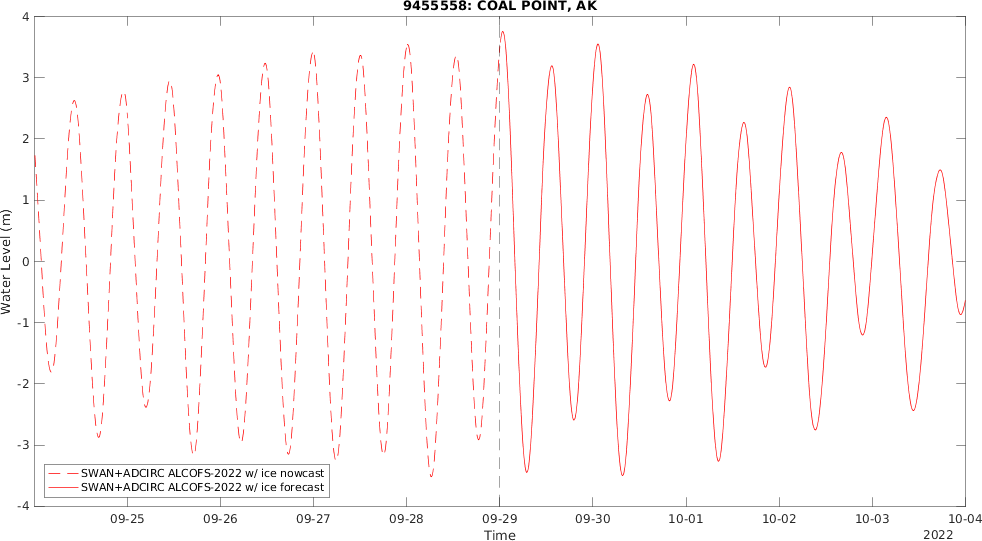 9455558: COAL POINT, AK
4
3
2
1
0
-1
-2
-3
-4
Water Level (m)
SWAN+ADCIRC ALCOFS-2022 w/ ice nowcast
SWAN+ADCIRC ALCOFS-2022 w/ ice forecast
09-25 09-26 09-27 09-28 09-29 09-30 10-01 10-02 10-03 10-04
Time
2022